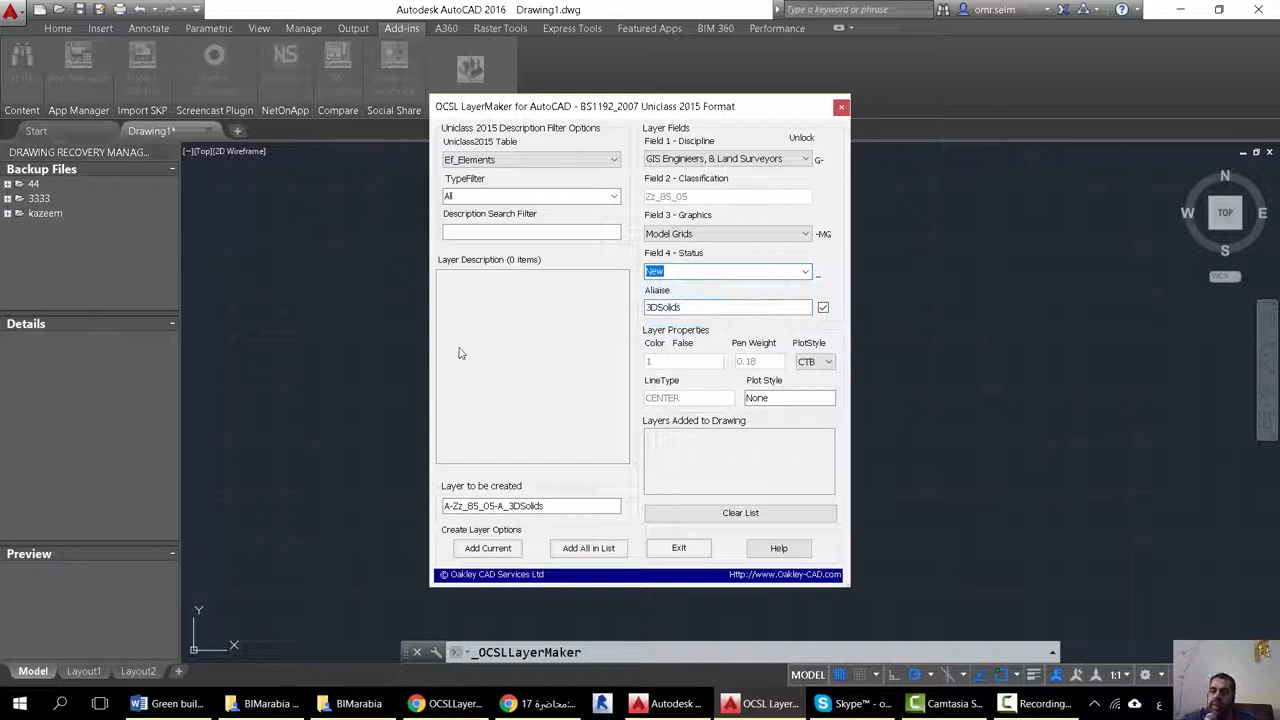 Autodesk AutoCAD 2016 Drawing1.dwg
Type a keyword or phrase
omr.selm
Home Insert Annotate Parametric View Manage Output Add-ins A360 Raster Tools Express Tools Featured Apps BIM 360 Performance
NS
Content App Manager Import SKP Screencast Plugin NetOnApp Compare Social Share
Start Drawing1*
DRAWING RECOVERY MANAG...
Backup Files
44
3333
kazeem
Details
Preview
[−][Top][2D Wireframe]
N
W TOP E
S
WCS
OCSL LayerMaker for AutoCAD - BS1192_2007 Uniclass 2015 Format
Uniclass 2015 Description Filter Options
Uniclass2015 Table
Ef_Elements
TypeFilter
All
Description Search Filter
Layer Description (0 items)
Layer to be created
A-Zz_85_05-A_3DSolids
Create Layer Options
Add Current Add All in List
Layer Fields
Unlock
Field 1 - Discipline
GIS Enginieers, & Land Surveyors G-
Field 2 - Classification
Zz_85_05
Field 3 - Graphics
Model Grids -MG
Field 4 - Status
New _
Aliaise
3DSolids
Layer Properties
Color False Pen Weight PlotStyle
1 0.18 CTB
LineType Plot Style
CENTER None
Layers Added to Drawing
Clear List
Exit Help
© Oakley CAD Services Ltd Http://www.Oakley-CAD.com
Y
X
_OCSLLayerMaker
Model Layout1 Layout2 +
MODEL 1:1
Green buil... BIMarabia BIMarabia OCSLLayer... محاضرة 17... Autodesk ... OCSL Layer... Skype™ - o... Camtasia S... Recording...